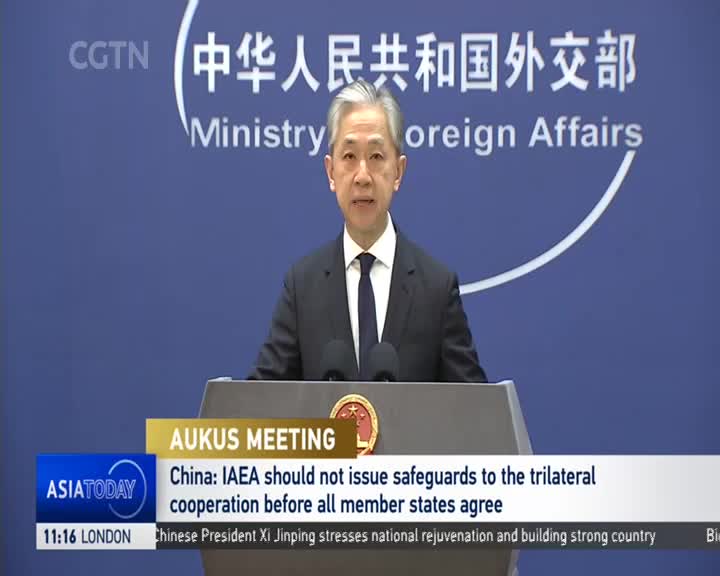 CGTN
中华人民共和国外交部
Ministry Foreign Affairs
AUKUS MEETING
China: IAEA should not issue safeguards to the trilateral
cooperation before all member states agree
ASIA TODAY
11:16 LONDON
Chinese President Xi Jinping stresses national rejuvenation and building strong country